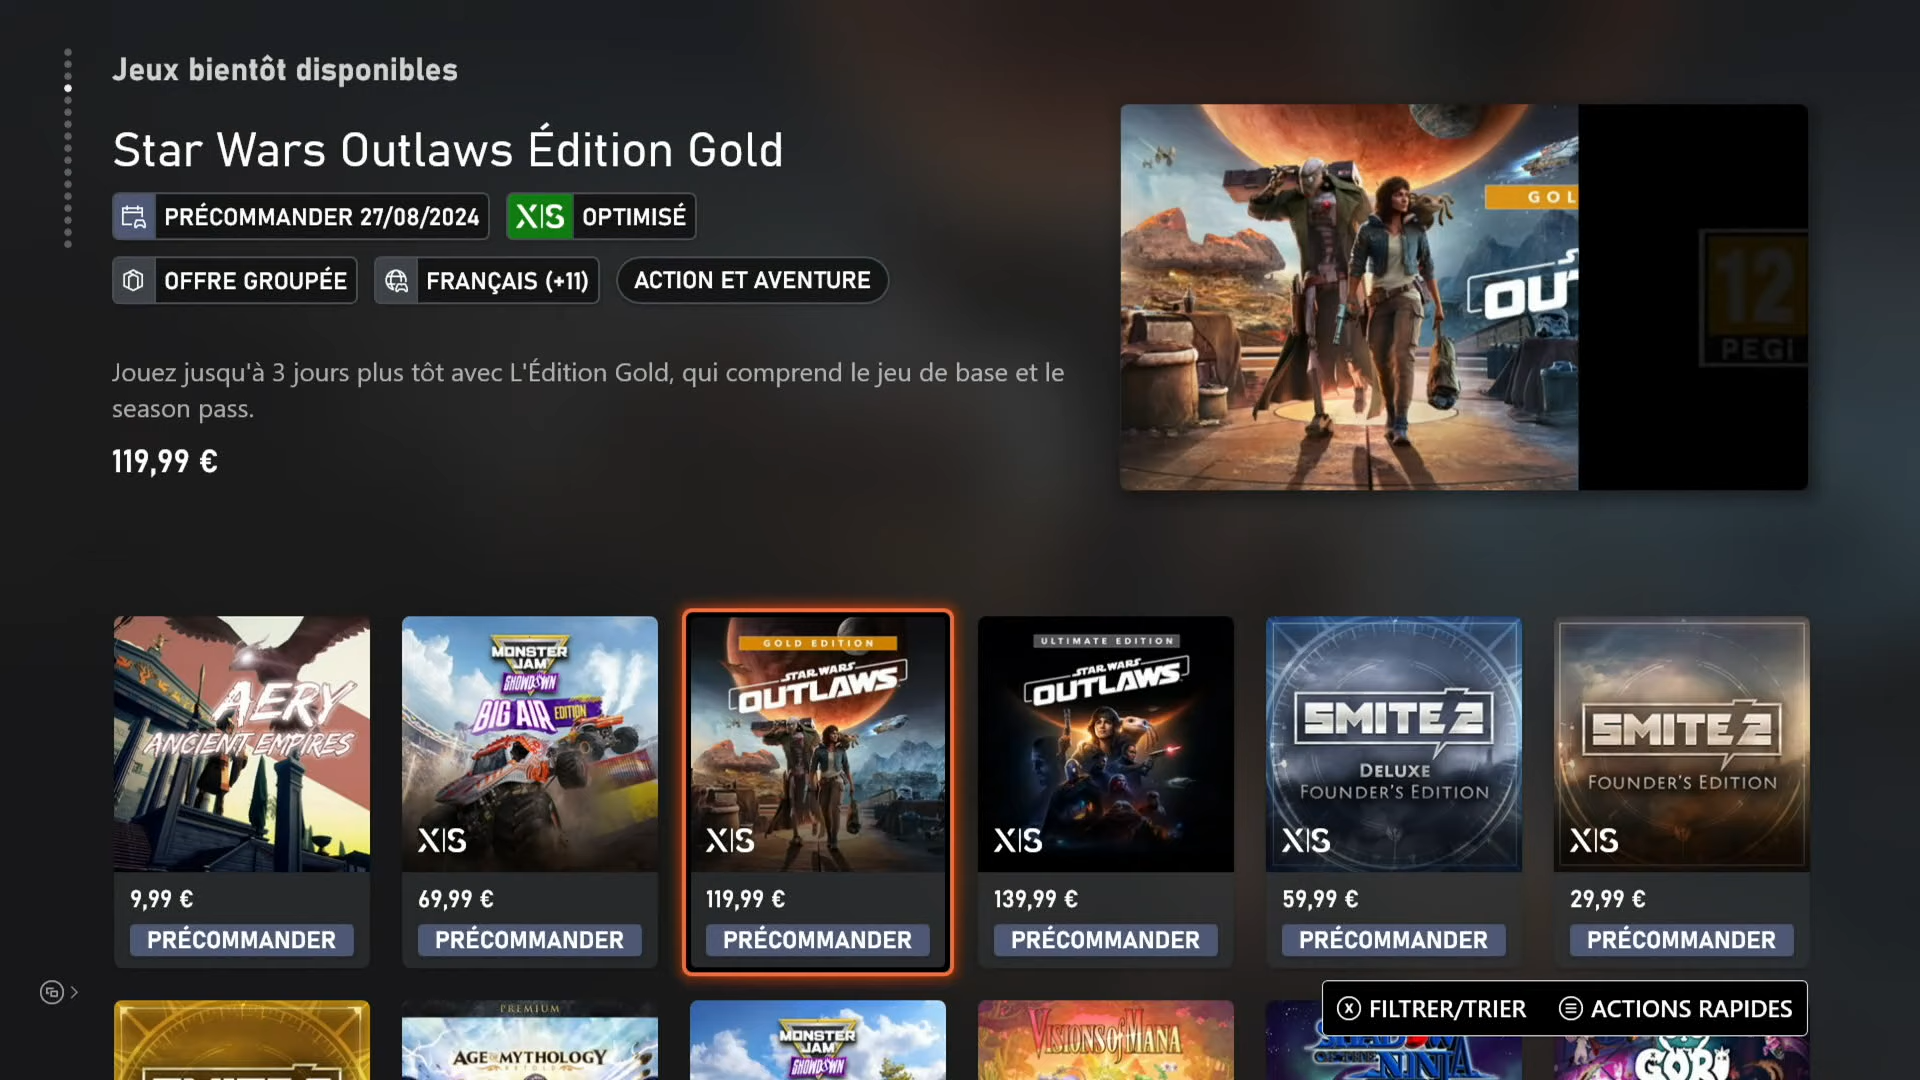 Jeux bientôt disponibles
Star Wars Outlaws Édition Gold
PRÉCOMMANDER 27/08/2024
X|S OPTIMISÉ
OFFRE GROUPÉE
FRANÇAIS (+11)
ACTION ET AVENTURE
Jouez jusqu'à 3 jours plus tôt avec L'Édition Gold, qui comprend le jeu de base et le
season pass.
119,99 €
12
PEGI
AERY
ANCIENT EMPIRES
9,99 €
PRÉCOMMANDER
MONSTER
JAM
SHOWDOWN
BIG AIR EDITION
X|S
69,99 €
PRÉCOMMANDER
GOLD EDITION
STAR WARS
OUTLAWS
X|S
119,99 €
PRÉCOMMANDER
ULTIMATE EDITION
STAR WARS
OUTLAWS
X|S
139,99 €
PRÉCOMMANDER
SMITE 2
DELUXE
FOUNDER'S EDITION
X|S
59,99 €
PRÉCOMMANDER
SMITE 2
FOUNDER'S EDITION
X|S
29,99 €
PRÉCOMMANDER
PREMIUM
AGE OF MYTHOLOGY
MONSTER
JAM
SHOWDOWN
VISIONS of MANA
OF THE NINJA
GORI
X FILTRER/TRIER
ACTIONS RAPIDES